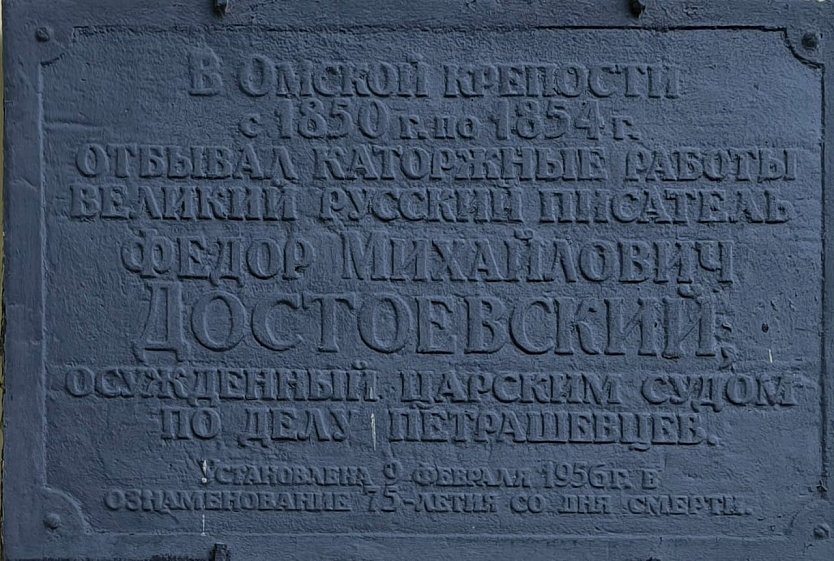 В ОМСКОЙ КРЕПОСТИ
с 1850 г. по 1854 г.
ОТБЫВАЛ КАТОРЖНЫЕ РАБОТЫ
ВЕЛИКИЙ РУССКИЙ ПИСАТЕЛЬ
ФЕДОР МИХАЙЛОВИЧ
ДОСТОЕВСКИЙ,
ОСУЖДЕННЫЙ ЦАРСКИМ СУДОМ
ПО ДЕЛУ ПЕТРАШЕВЦЕВ.
УСТАНОВЛЕНА 9 ФЕВРАЛЯ 1956 г. В
ОЗНАМЕНОВАНИЕ 75-ЛЕТИЯ СО ДНЯ СМЕРТИ.